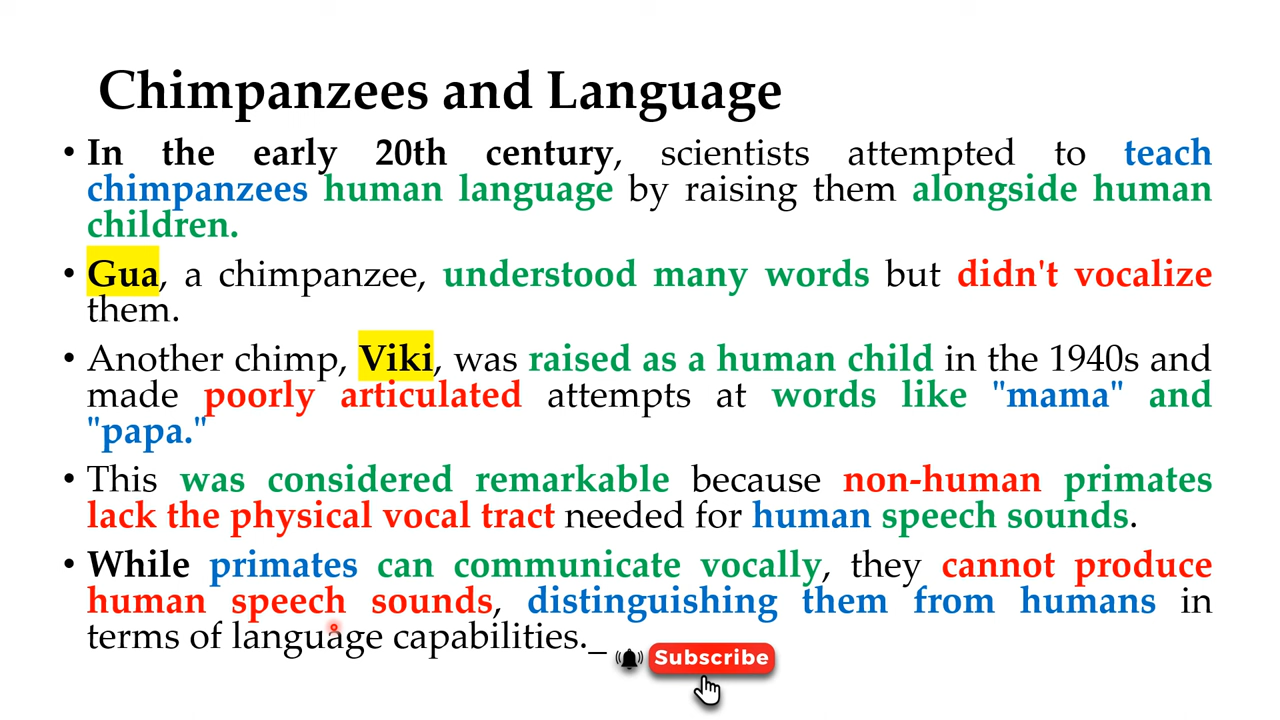 Chimpanzees and Language
• In the early 20th century, scientists attempted to teach
chimpanzees human language by raising them alongside human
children.
• Gua, a chimpanzee, understood many words but didn't vocalize
them.
• Another chimp, Viki, was raised as a human child in the 1940s and
made poorly articulated attempts at words like "mama" and
"papa."
• This was considered remarkable because non-human primates
lack the physical vocal tract needed for human speech sounds.
• While primates can communicate vocally, they cannot produce
human speech sounds, distinguishing them from humans in
terms of language capabilities._
Subscribe